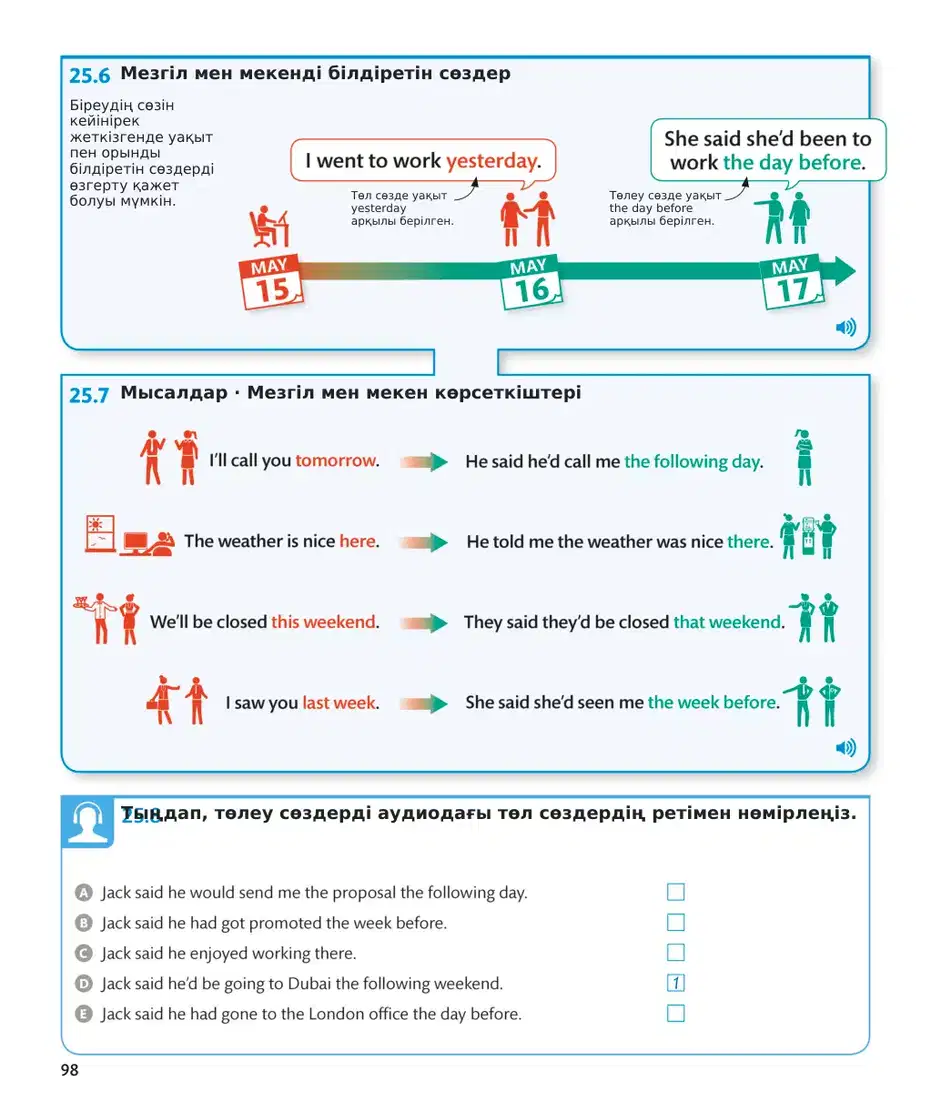 25.6 Мезгіл мен мекенді білдіретін сөздер
Біреудің сөзін
кейінірек
жеткізгенде уақыт
пен орынды
білдіретін сөздерді
өзгерту қажет
болуы мүмкін.
I went to work yesterday.
Төл сөзде уақыт
yesterday
арқылы берілген.
She said she'd been to
work the day before.
Төлеу сөзде уақыт
the day before
арқылы берілген.
MAY
15
MAY
16
MAY
17
25.7 Мысалдар · Мезгіл мен мекен көрсеткіштері
I'll call you tomorrow.
He said he'd call me the following day.
The weather is nice here.
He told me the weather was nice there.
We'll be closed this weekend.
They said they'd be closed that weekend.
I saw you last week.
She said she'd seen me the week before.
25.8 Тыңдап, төлеу сөздерді аудиодағы төл сөздердің ретімен нөмірлеңіз.
A Jack said he would send me the proposal the following day.
B Jack said he had got promoted the week before.
C Jack said he enjoyed working there.
D Jack said he'd be going to Dubai the following weekend. 1
E Jack said he had gone to the London office the day before.
98